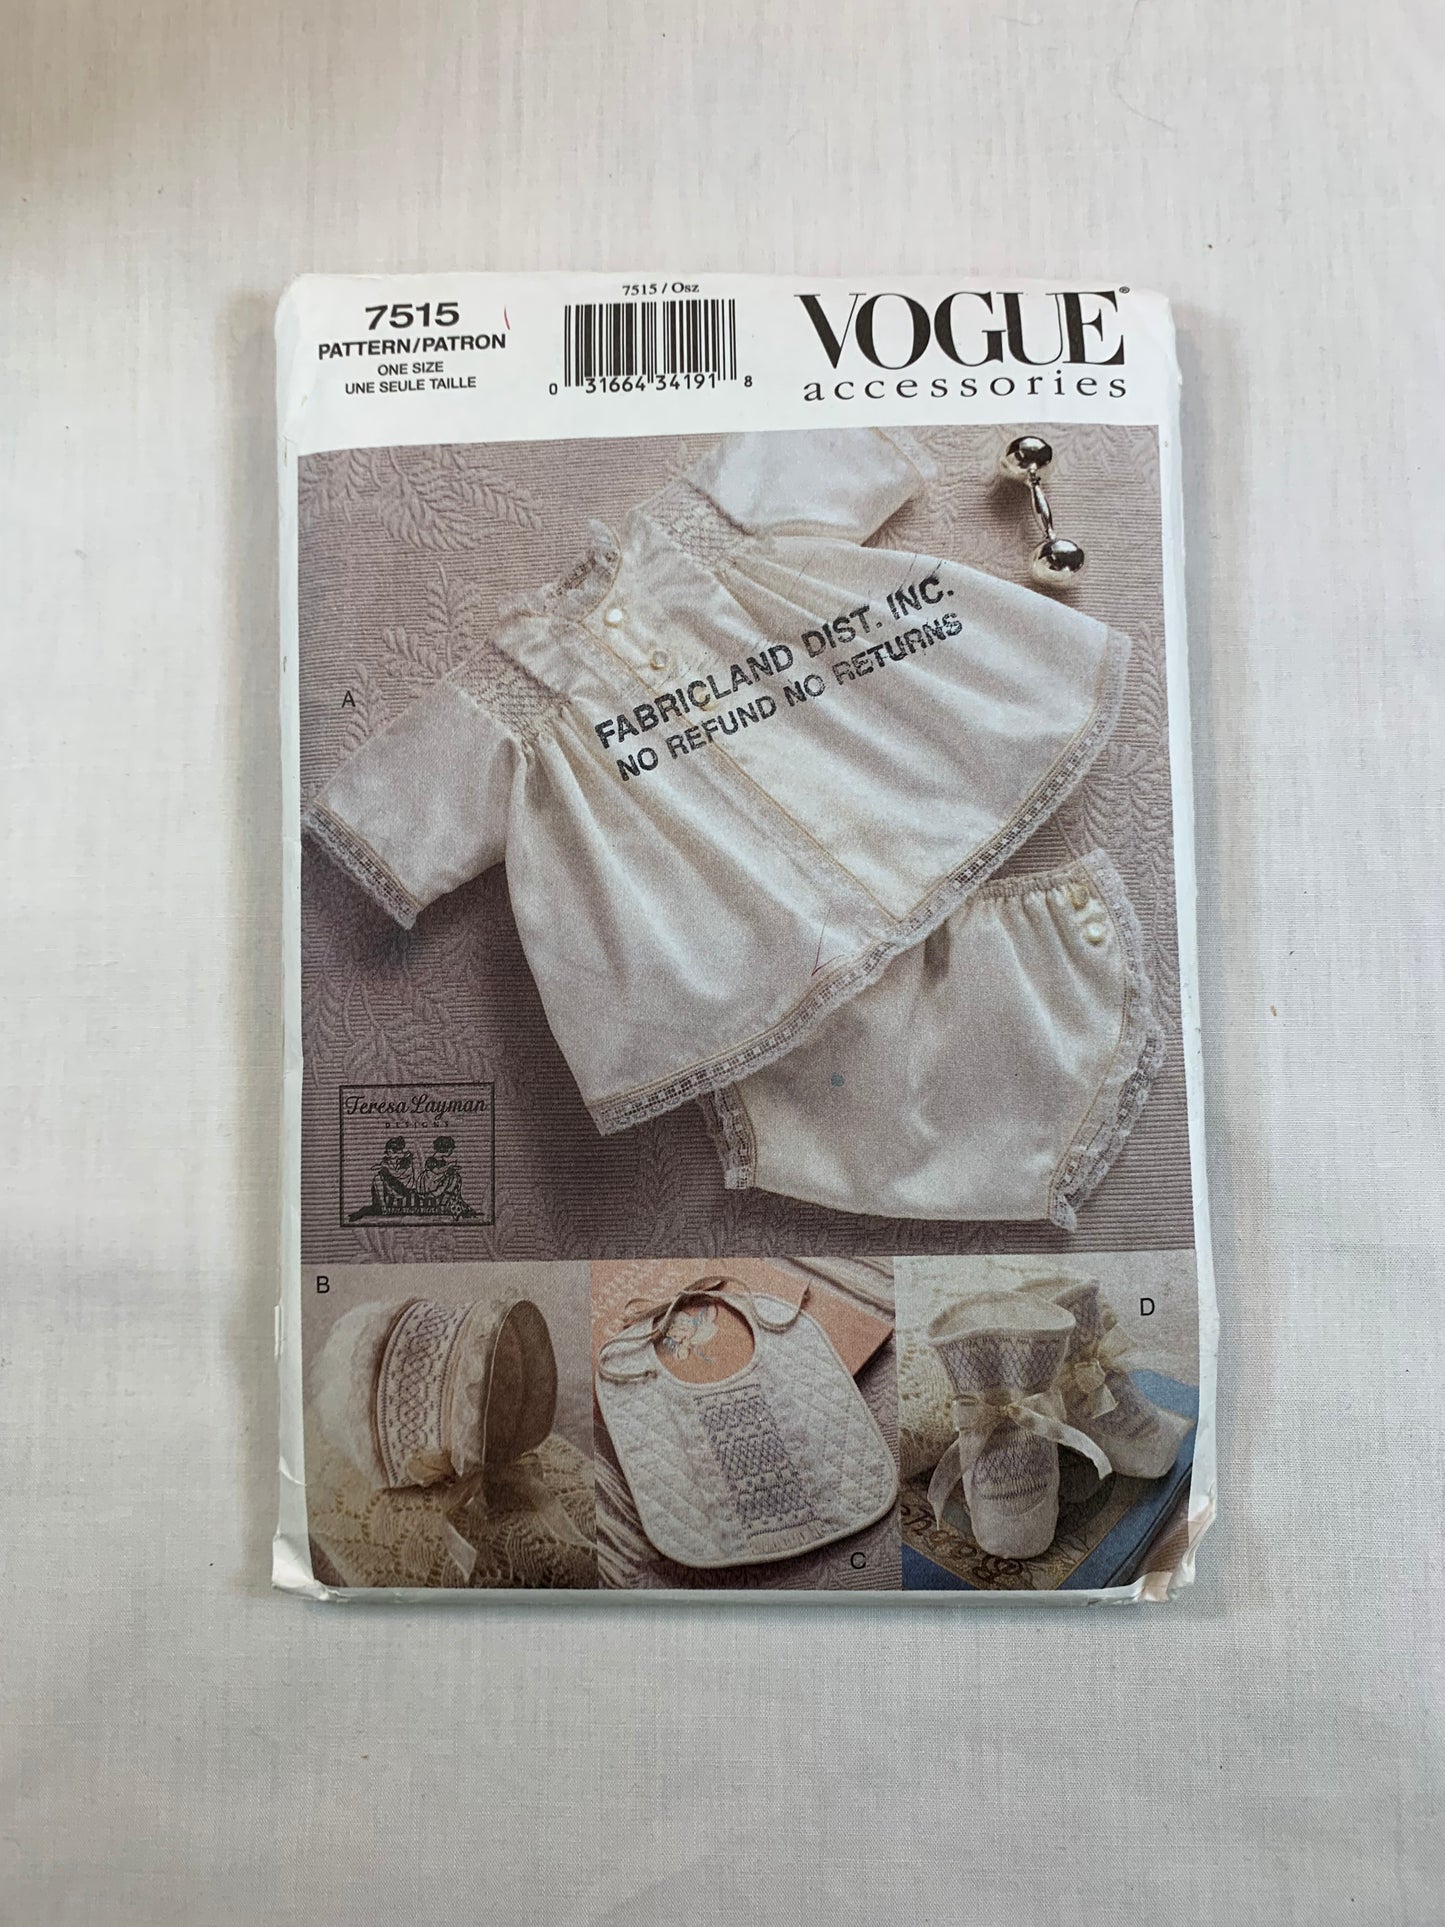 7515
PATTERN/PATRON
ONE SIZE
UNE SEULE TAILLE
7515 / Osz
0 31664 34191 8
VOGUE®
accessories
A
FABRICLAND DIST. INC.
NO REFUND NO RETURNS
Teresa Layman
DESIGNS
B
C
D